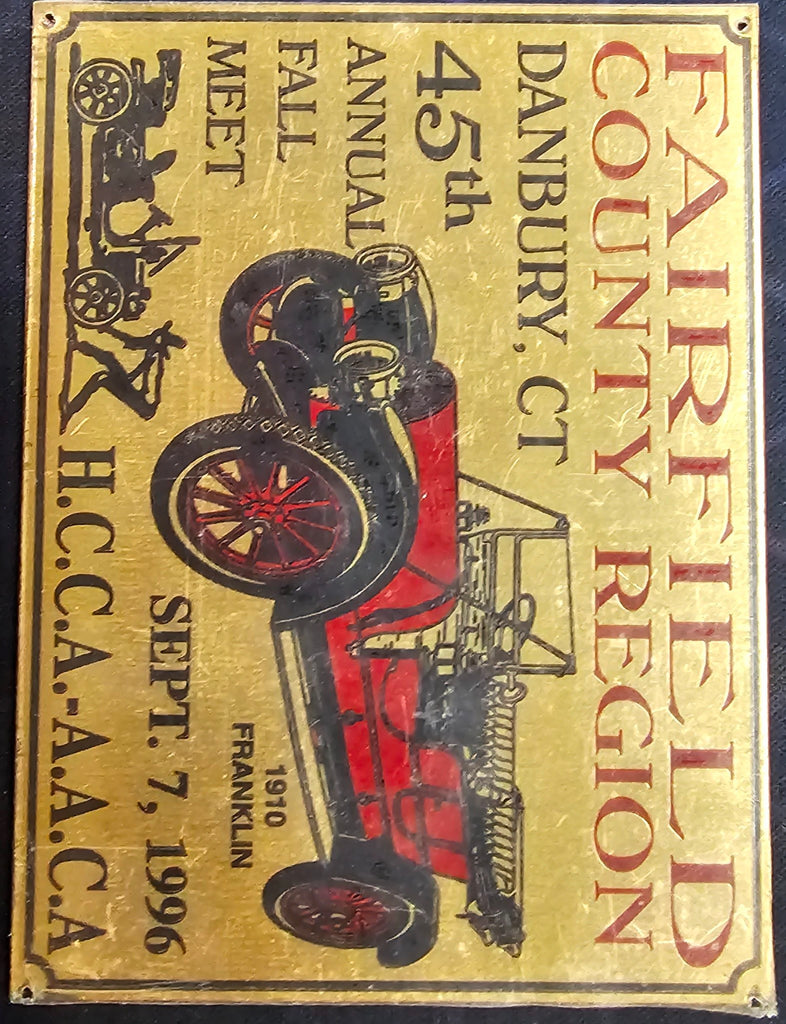 FAIRFIELD
COUNTY REGION
DANBURY, CT
45th
ANNUAL
FALL
MEET
1910
FRANKLIN
SEPT. 7, 1996
H.C.C.A.-A.A.C.A